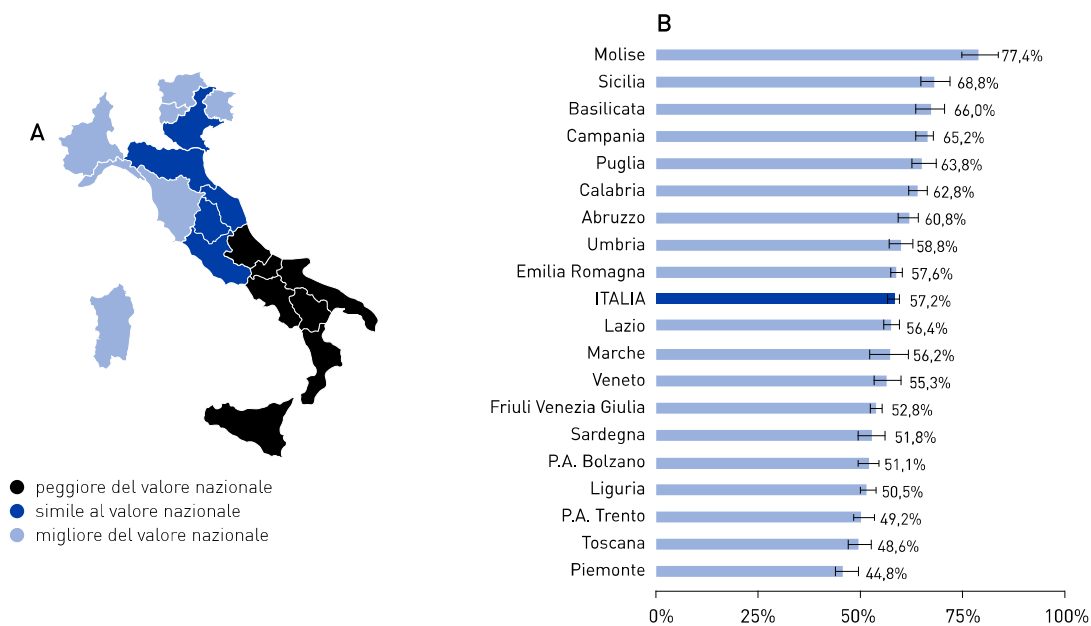 A
peggiore del valore nazionale
simile al valore nazionale
migliore del valore nazionale
B
Molise 77,4%
Sicilia 68,8%
Basilicata 66,0%
Campania 65,2%
Puglia 63,8%
Calabria 62,8%
Abruzzo 60,8%
Umbria 58,8%
Emilia Romagna 57,6%
ITALIA 57,2%
Lazio 56,4%
Marche 56,2%
Veneto 55,3%
Friuli Venezia Giulia 52,8%
Sardegna 51,8%
P.A. Bolzano 51,1%
Liguria 50,5%
P.A. Trento 49,2%
Toscana 48,6%
Piemonte 44,8%
0% 25% 50% 75% 100%